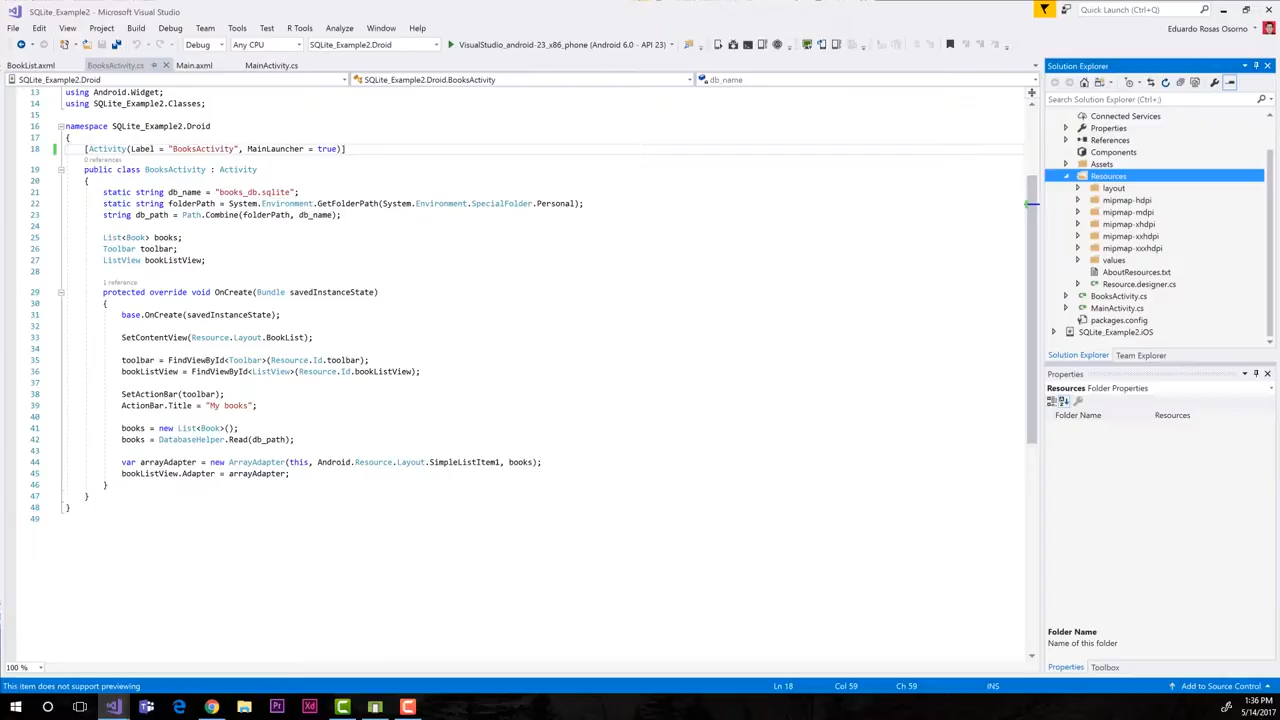 SQLite_Example2 - Microsoft Visual Studio
Quick Launch (Ctrl+;)
File Edit View Project Build Debug Team Tools Test R Tools Analyze Window Help
Eduardo Rosas Osorno
Debug Any CPU SQLite_Example2.Droid VisualStudio_android-23_x86_phone (Android 6.0 - API 23)
BookList.axml BooksActivity.cs Main.axml MainActivity.cs
SQLite_Example2.Droid SQLite_Example2.Droid.BooksActivity db_name
13 using Android.Widget;
14 using SQLite_Example2.Classes;
15
16 namespace SQLite_Example2.Droid
17 {
18 [Activity(Label = "BooksActivity", MainLauncher = true)]
0 references
19 public class BooksActivity : Activity
20 {
21 static string db_name = "books_db.sqlite";
22 static string folderPath = System.Environment.GetFolderPath(System.Environment.SpecialFolder.Personal);
23 string db_path = Path.Combine(folderPath, db_name);
24
25 List<Book> books;
26 Toolbar toolbar;
27 ListView bookListView;
28
1 reference
29 protected override void OnCreate(Bundle savedInstanceState)
30 {
31 base.OnCreate(savedInstanceState);
32
33 SetContentView(Resource.Layout.BookList);
34
35 toolbar = FindViewById<Toolbar>(Resource.Id.toolbar);
36 bookListView = FindViewById<ListView>(Resource.Id.bookListView);
37
38 SetActionBar(toolbar);
39 ActionBar.Title = "My books";
40
41 books = new List<Book>();
42 books = DatabaseHelper.Read(db_path);
43
44 var arrayAdapter = new ArrayAdapter(this, Android.Resource.Layout.SimpleListItem1, books);
45 bookListView.Adapter = arrayAdapter;
46 }
47 }
48 }
49
100 %
Solution Explorer
Search Solution Explorer (Ctrl+;)
Connected Services
Properties
References
Components
Assets
Resources
layout
mipmap-hdpi
mipmap-mdpi
mipmap-xhdpi
mipmap-xxhdpi
mipmap-xxxhdpi
values
AboutResources.txt
Resource.designer.cs
BooksActivity.cs
MainActivity.cs
packages.config
SQLite_Example2.iOS
Solution Explorer Team Explorer
Properties
Resources Folder Properties
Folder Name Resources
Folder Name
Name of this folder
Properties Toolbox
This item does not support previewing Ln 18 Col 59 Ch 59 INS Add to Source Control
1:36 PM
5/14/2017